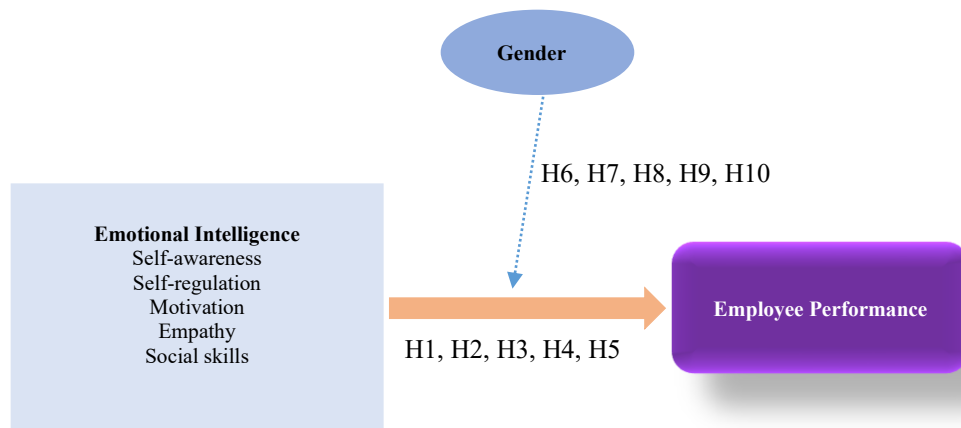 Gender
H6, H7, H8, H9, H10
Emotional Intelligence
Self-awareness
Self-regulation
Motivation
Empathy
Social skills
Employee Performance
H1, H2, H3, H4, H5